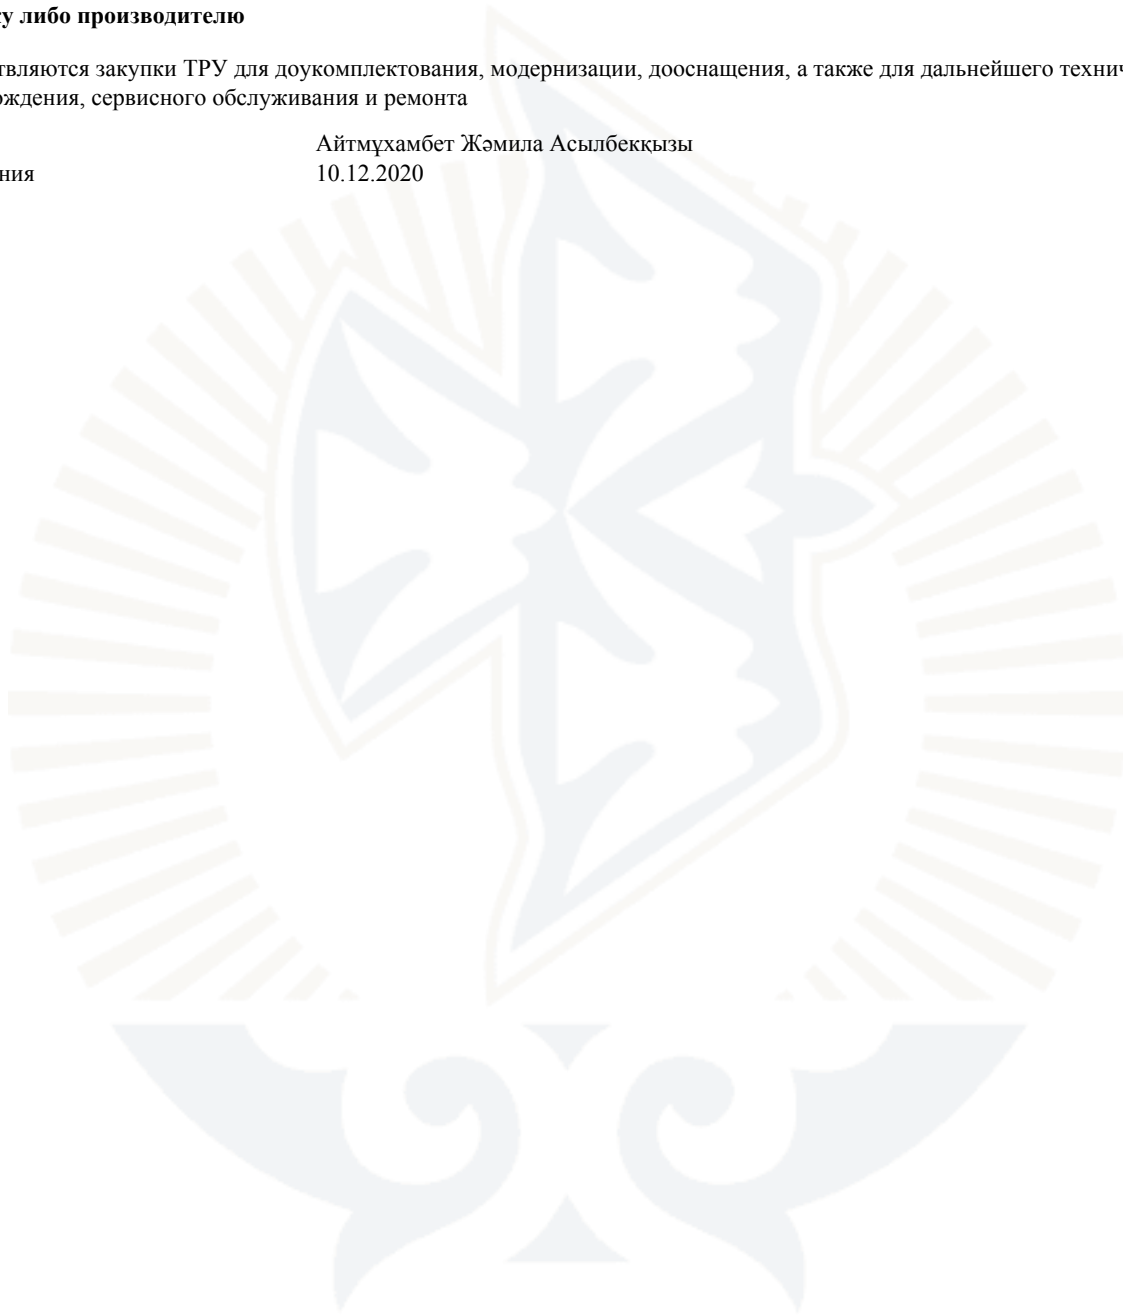 су либо производителю
твляются закупки ТРУ для доукомплектования, модернизации, дооснащения, а также для дальнейшего технич
ождения, сервисного обслуживания и ремонта
Айтмұхамбет Жәмила Асылбекқызы
ния 10.12.2020